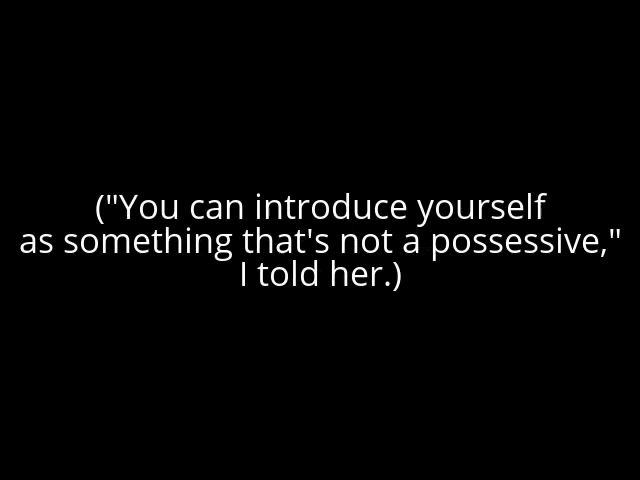 ("You can introduce yourself
as something that's not a possessive,"
I told her.)